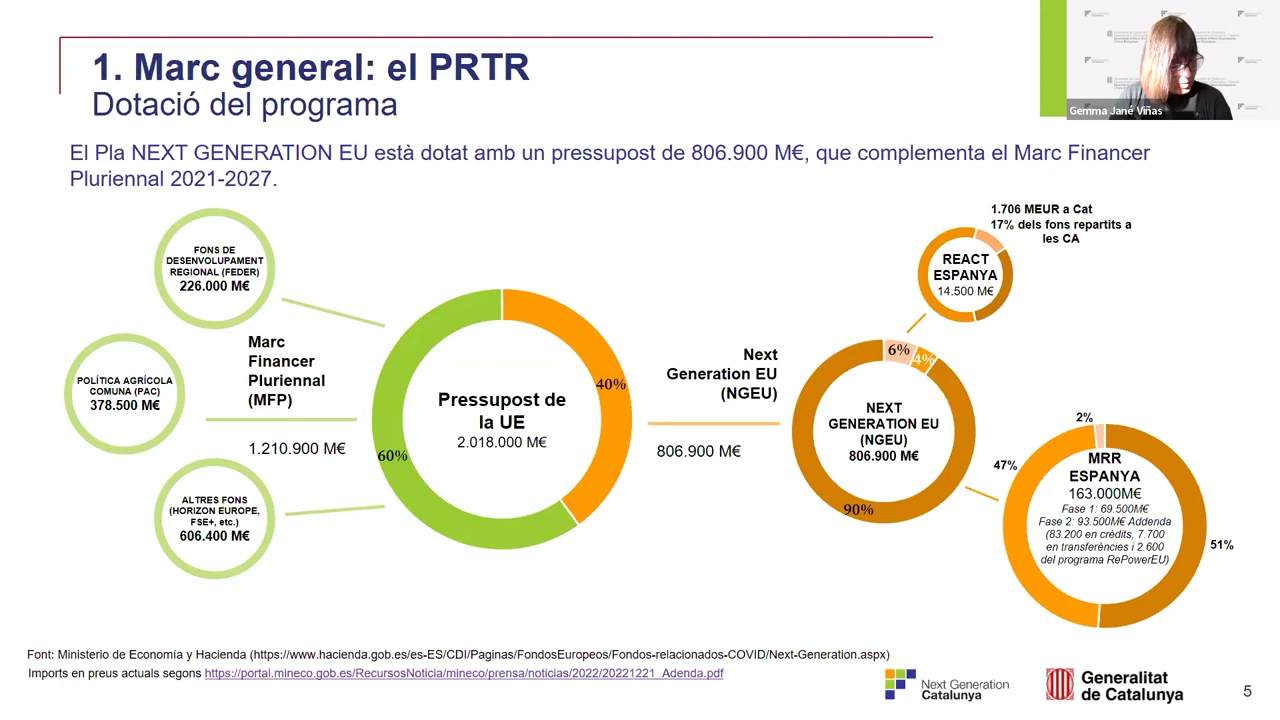 1. Marc general: el PRTR
Dotació del programa
Gemma Jané Viñas
El Pla NEXT GENERATION EU està dotat amb un pressupost de 806.900 M€, que complementa el Marc Financer
Pluriennal 2021-2027.
FONS DE
DESENVOLUPAMENT
REGIONAL (FEDER)
226.000 M€
POLÍTICA AGRÍCOLA
COMUNA (PAC)
378.500 M€
ALTRES FONS
(HORIZON EUROPE,
FSE+, etc.)
606.400 M€
Marc
Financer
Pluriennal
(MFP)
1.210.900 M€
60%
40%
Pressupost de
la UE
2.018.000 M€
Next
Generation EU
(NGEU)
806.900 M€
6%
4%
90%
NEXT
GENERATION EU
(NGEU)
806.900 M€
1.706 MEUR a Cat
17% dels fons repartits a
les CA
REACT
ESPANYA
14.500 M€
2%
47%
51%
MRR
ESPANYA
163.000M€
Fase 1: 69.500M€
Fase 2: 93.500M€ Addenda
(83.200 en crèdits, 7.700
en transferències i 2.600
del programa RePowerEU)
Font: Ministerio de Economía y Hacienda (https://www.hacienda.gob.es/es-ES/CDI/Paginas/FondosEuropeos/Fondos-relacionados-COVID/Next-Generation.aspx)
Imports en preus actuals segons https://portal.mineco.gob.es/RecursosNoticia/mineco/prensa/noticias/2022/20221221_Adenda.pdf
Next Generation
Catalunya
Generalitat
de Catalunya
5